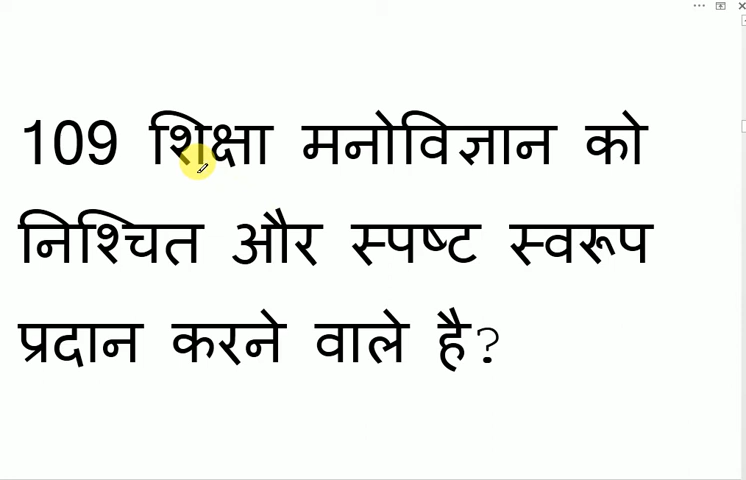 109 शिक्षा मनोविज्ञान को
निश्चित और स्पष्ट स्वरूप
प्रदान करने वाले है?